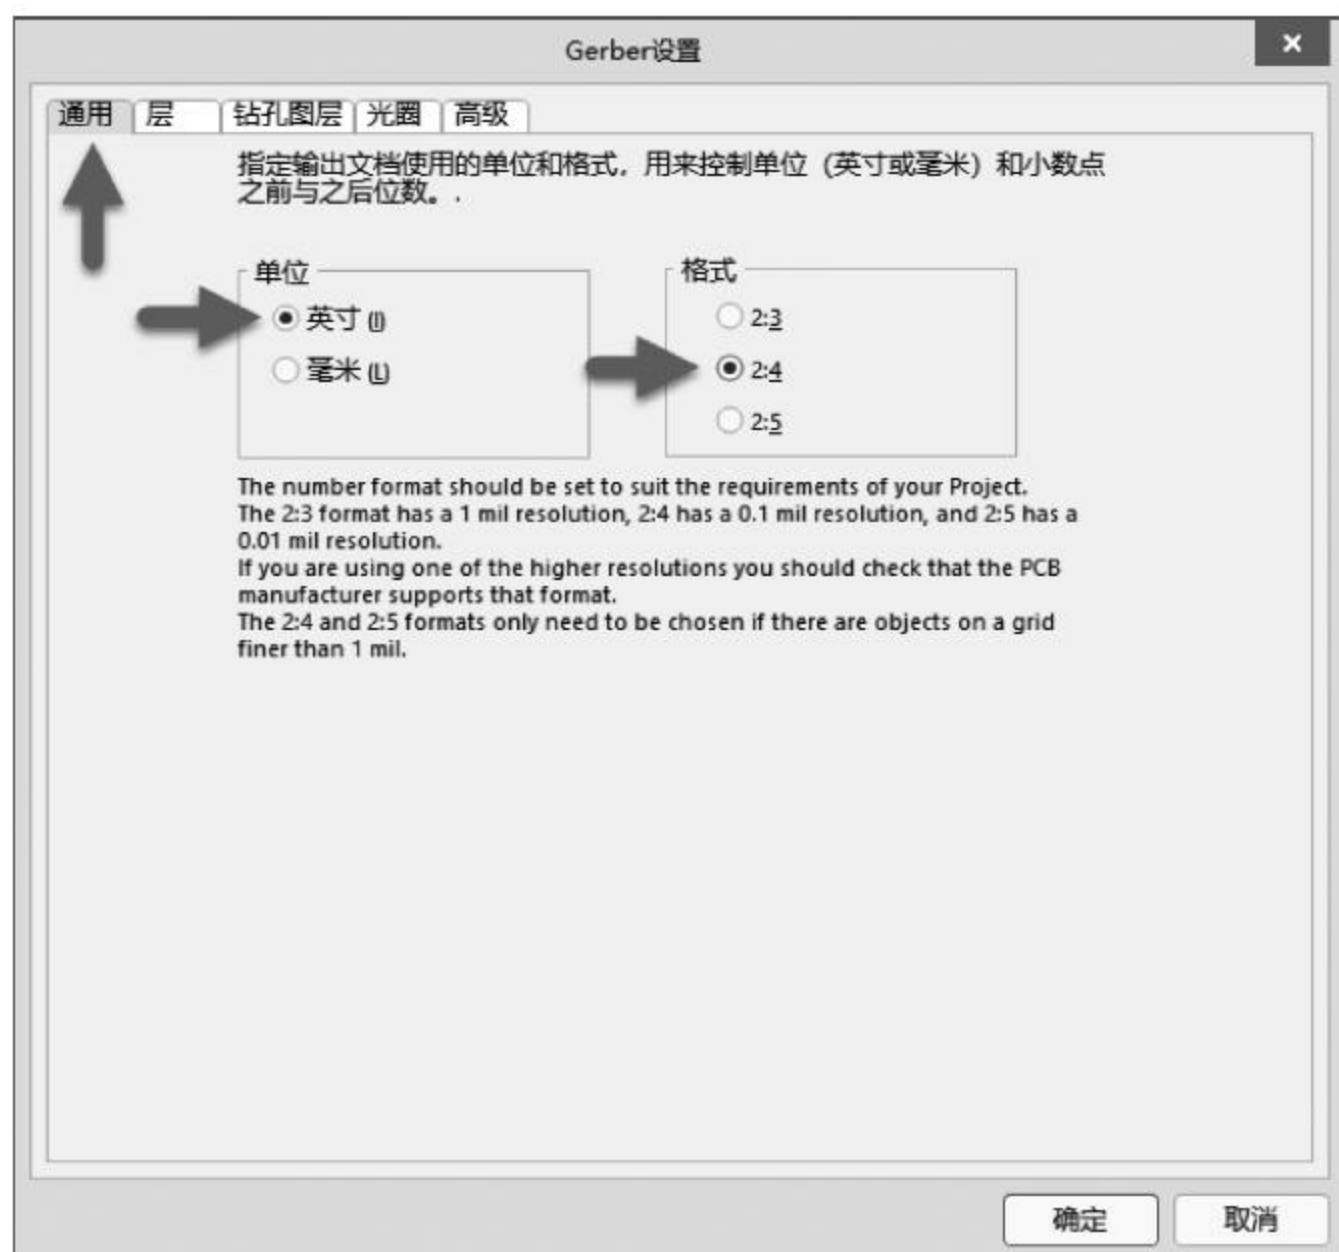 Gerber设置
通用 层 钻孔图层 光圈 高级
指定输出文档使用的单位和格式，用来控制单位（英寸或毫米）和小数点
之前与之后位数。.
单位
英寸 (I)
毫米 (L)
格式
2:3
2:4
2:5
The number format should be set to suit the requirements of your Project.
The 2:3 format has a 1 mil resolution, 2:4 has a 0.1 mil resolution, and 2:5 has a
0.01 mil resolution.
If you are using one of the higher resolutions you should check that the PCB
manufacturer supports that format.
The 2:4 and 2:5 formats only need to be chosen if there are objects on a grid
finer than 1 mil.
确定 取消